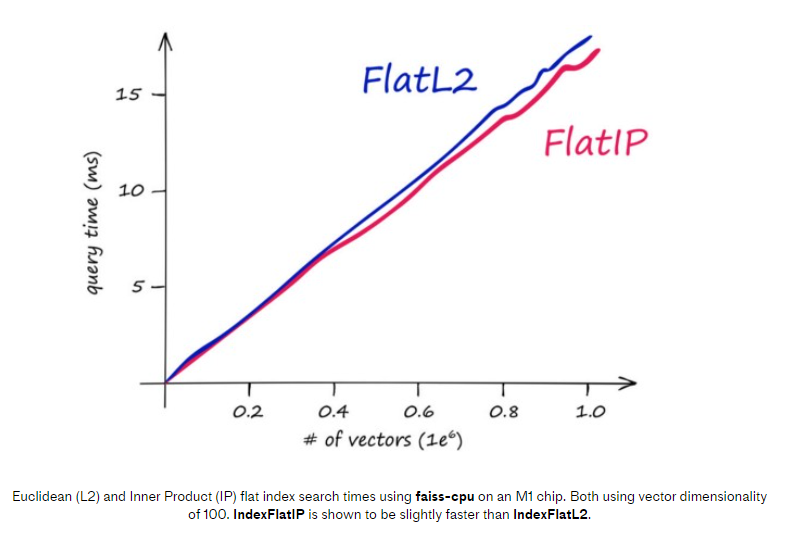 FlatL2
FlatIP
15
10
5
query time (ms)
0.2 0.4 0.6 0.8 1.0
# of vectors (1e⁶)
Euclidean (L2) and Inner Product (IP) flat index search times using faiss-cpu on an M1 chip. Both using vector dimensionality
of 100. IndexFlatIP is shown to be slightly faster than IndexFlatL2.